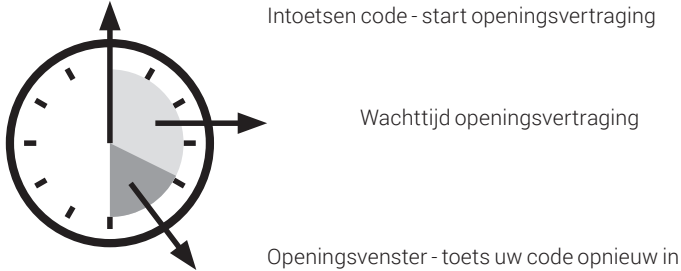 Intoetsen code - start openingsvertraging
Wachttijd openingsvertraging
Openingsvenster - toets uw code opnieuw in